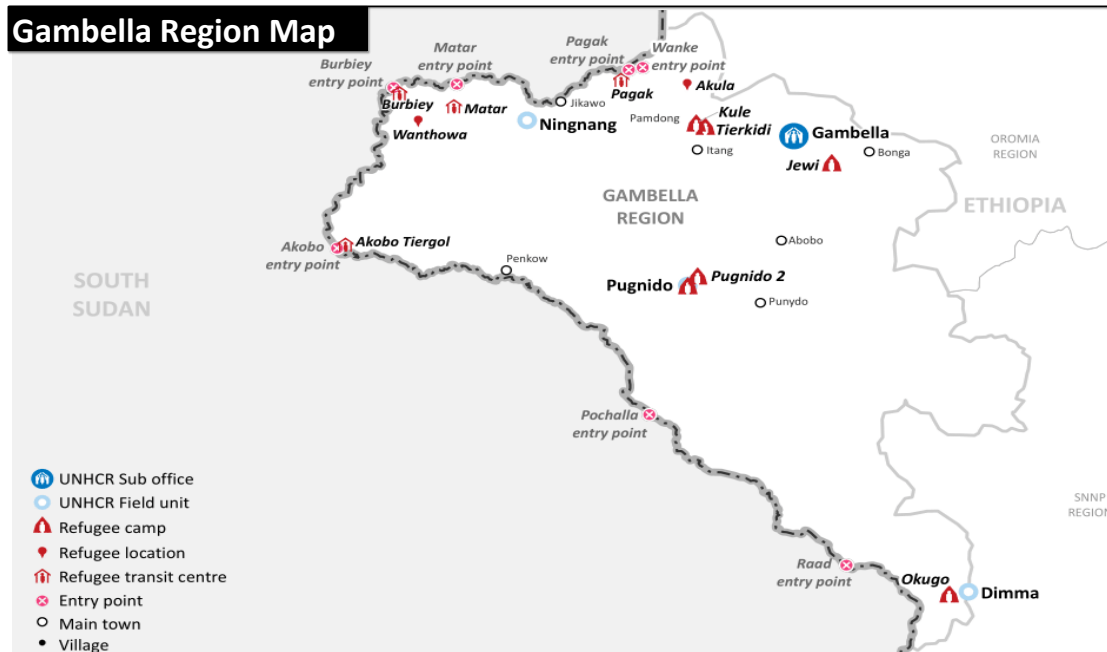 Gambella Region Map
Burbiey
entry point
Matar
entry point
Pagak
entry point
Wanke
entry point
Burbiey
Matar
Wanthowa
Jikawo
Ningnang
Pagak
Akula
Pamdong
Kule
Tierkidi
Itang
Gambella
Bonga
Jewi
OROMIA
REGION
GAMBELLA
REGION
ETHIOPIA
Akobo
entry point
Akobo Tiergol
Penkow
Abobo
SOUTH
SUDAN
Pugnido
Pugnido 2
Punydo
Pochalla
entry point
SNNP
REGION
Raad
entry point
Okugo
Dimma
UNHCR Sub office
UNHCR Field unit
Refugee camp
Refugee location
Refugee transit centre
Entry point
Main town
Village